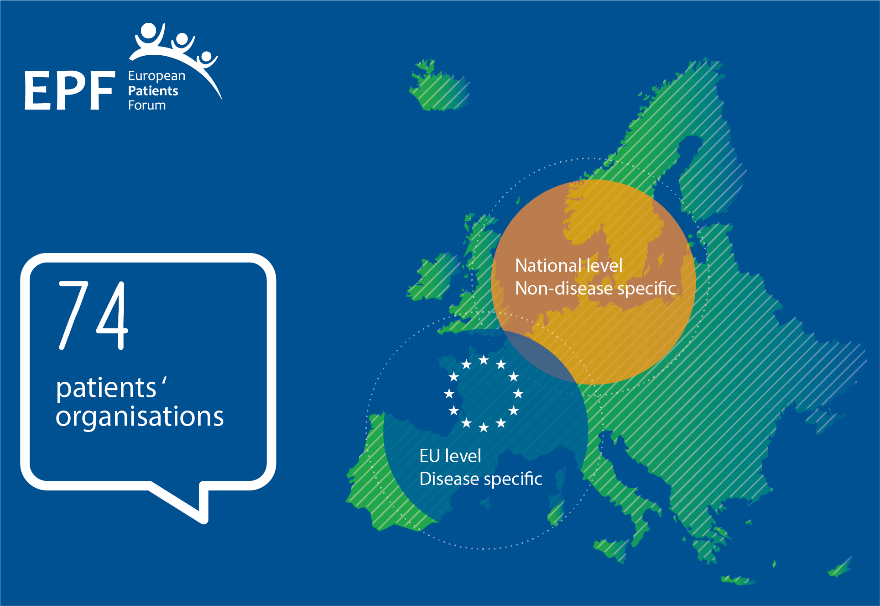 EPF
European
Patients
Forum
74
patients‘
organisations
National level
Non-disease specific
EU level
Disease specific